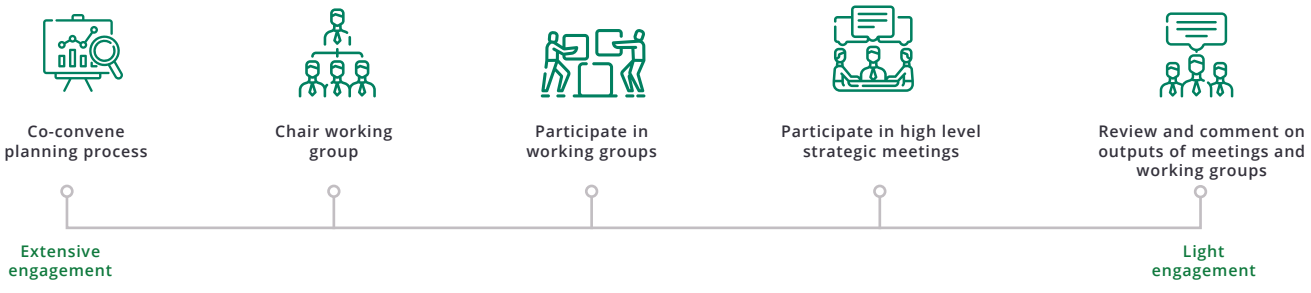 Co-convene
planning process
Chair working
group
Participate in
working groups
Participate in high level
strategic meetings
Review and comment on
outputs of meetings and
working groups
Extensive
engagement
Light
engagement